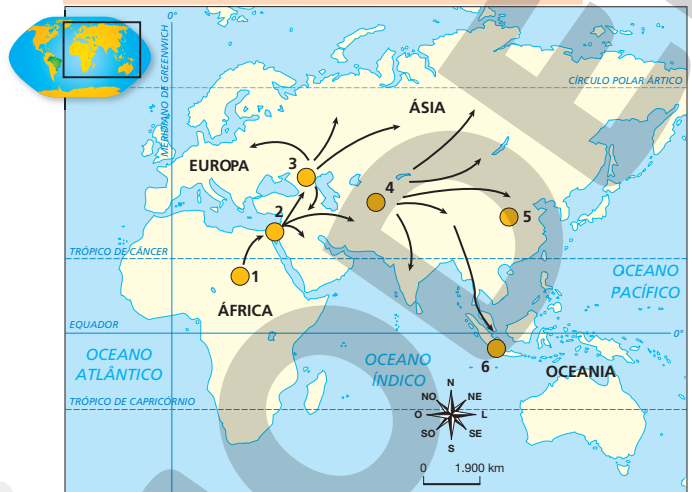 0°
MERIDIANO DE GREENWICH
CÍRCULO POLAR ÁRTICO
ÁSIA
EUROPA
3
4
2
5
TRÓPICO DE CÂNCER
1
OCEANO
PACÍFICO
ÁFRICA
EQUADOR
0°
OCEANO
ATLÂNTICO
OCEANO
ÍNDICO
6
OCEANIA
TRÓPICO DE CAPRICÓRNIO
N
NO
NE
O
L
SO
SE
S
0
1.900 km